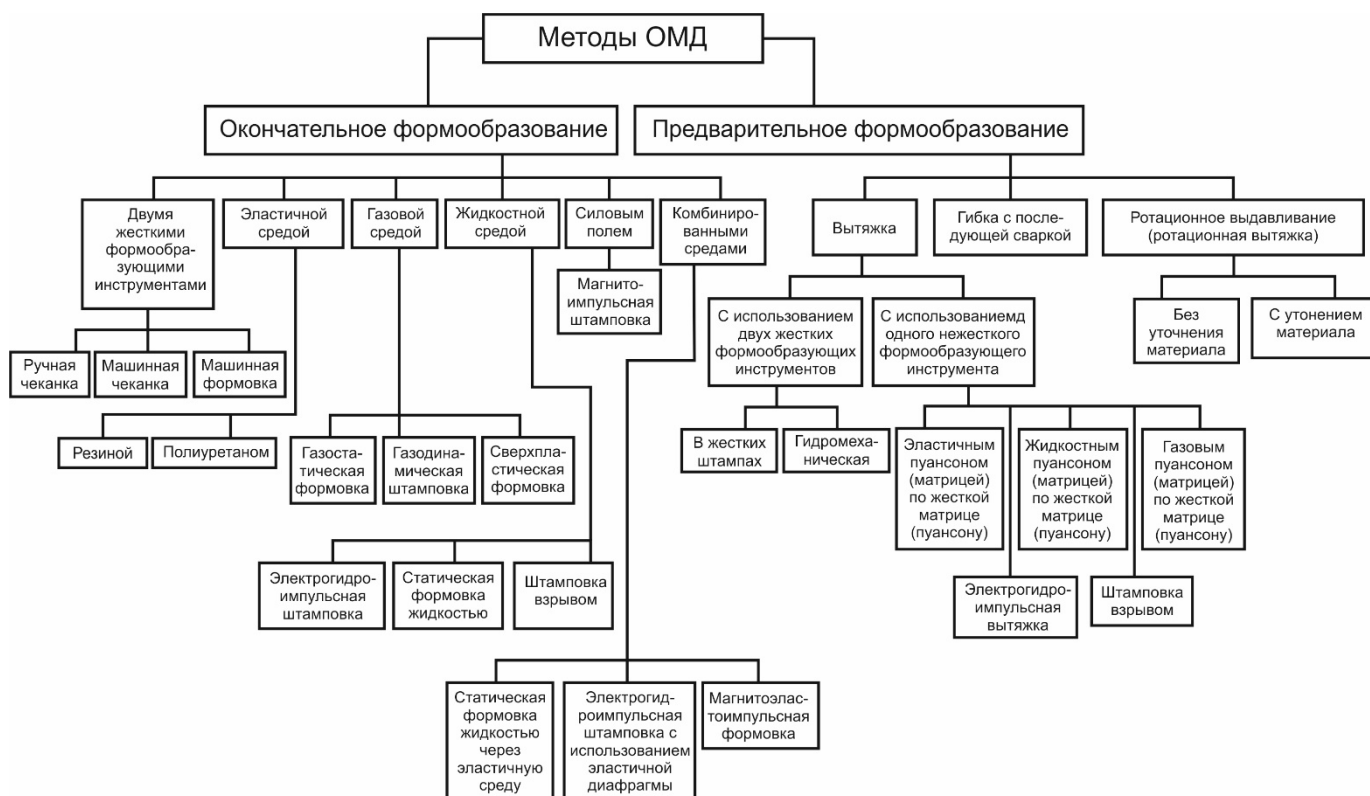 Методы ОМД
Окончательное формообразование
Предварительное формообразование
Двумя
жесткими
формообра-
зующими
инструментами
Эластичной
средой
Газовой
средой
Жидкостной
средой
Силовым
полем
Комбиниро-
ванными
средами
Вытяжка
Гибка с после-
дующей сваркой
Ротационное выдавливание
(ротационная вытяжка)
Магнито-
импульсная
штамповка
С использованием
двух жестких
формообразующих
инструментов
С использованиемд
одного нежесткого
формообразующего
инструмента
Без
уточнения
материала
С утонением
материала
Ручная
чеканка
Машинная
чеканка
Машинная
формовка
Резиной
Полиуретаном
Газоста-
тическая
формовка
Газодина-
мическая
штамповка
Сверхпла-
стическая
формовка
В жестких
штампах
Гидромеха-
ническая
Эластичным
пуансоном
(матрицей)
по жесткой
матрице
(пуансону)
Жидкостным
пуансоном
(матрицей)
по жесткой
матрице
(пуансону)
Газовым
пуансоном
(матрицей)
по жесткой
матрице
(пуансону)
Электрогидро-
импульсная
штамповка
Статическая
формовка
жидкостью
Штамповка
взрывом
Электрогидро-
импульсная
вытяжка
Штамповка
взрывом
Статическая
формовка
жидкостью
через
эластичную
среду
Электрогид-
роимпульсная
штамповка с
использованием
эластичной
диафрагмы
Магнитоэлас-
тоимпульсная
формовка